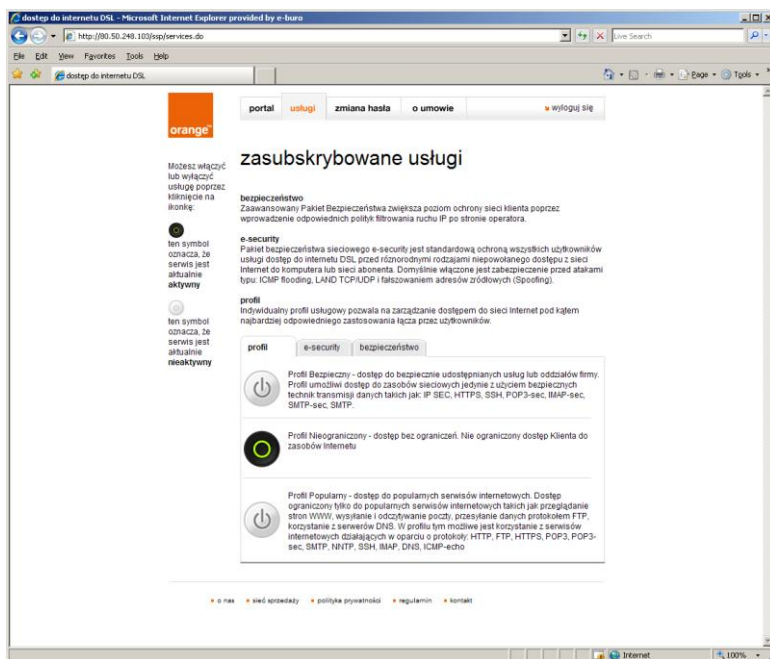 dostęp do internetu DSL - Microsoft Internet Explorer provided by e-buro
http://80.50.248.103/ssp/services.do
Live Search
File Edit View Favorites Tools Help
dostęp do internetu DSL
Page Tools
orange™
portal usługi zmiana hasła o umowie wyloguj się
zasubskrybowane usługi
Możesz włączyć
lub wyłączyć
usługę poprzez
kliknięcie na
ikonkę:
ten symbol
oznacza, że
serwis jest
aktualnie
aktywny
ten symbol
oznacza, że
serwis jest
aktualnie
nieaktywny
bezpieczeństwo
Zaawansowany Pakiet Bezpieczeństwa zwiększa poziom ochrony sieci klienta poprzez
wprowadzenie odpowiednich polityk filtrowania ruchu IP po stronie operatora.
e-security
Pakiet bezpieczeństwa sieciowego e-security jest standardową ochroną wszystkich użytkowników
usługi dostęp do internetu DSL przed różnorodnymi rodzajami niepowołanego dostępu z sieci
Internet do komputera lub sieci abonenta. Domyślnie włączone jest zabezpieczenie przed atakami
typu: ICMP flooding, LAND TCP/UDP i fałszowaniem adresów źródłowych (Spoofing).
profil
Indywidualny profil usługowy pozwala na zarządzanie dostępem do sieci Internet pod kątem
najbardziej odpowiedniego zastosowania łącza przez użytkowników.
profil e-security bezpieczeństwo
Profil Bezpieczny - dostęp do bezpiecznie udostępnianych usług lub oddziałów firmy.
Profil umożliwi dostęp do zasobów sieciowych jedynie z użyciem bezpiecznych
technik transmisji danych takich jak: IP SEC, HTTPS, SSH, POP3-sec, IMAP-sec,
SMTP-sec, SMTP.
Profil Nieograniczony - dostęp bez ograniczeń. Nie ograniczony dostęp Klienta do
zasobów Internetu
Profil Popularny - dostęp do popularnych serwisów internetowych. Dostęp
ograniczony tylko do popularnych serwisów internetowych takich jak przeglądanie
stron WWW, wysyłanie i odczytywanie poczty, przesyłanie danych protokołem FTP,
korzystanie z serwerów DNS. W profilu tym możliwe jest korzystanie z serwisów
internetowych działających w oparciu o protokoły: HTTP, FTP, HTTPS, POP3, POP3-
sec, SMTP, NNTP, SSH, IMAP, DNS, ICMP-echo
o nas sieć sprzedaży polityka prywatności regulamin kontakt
Internet 100%